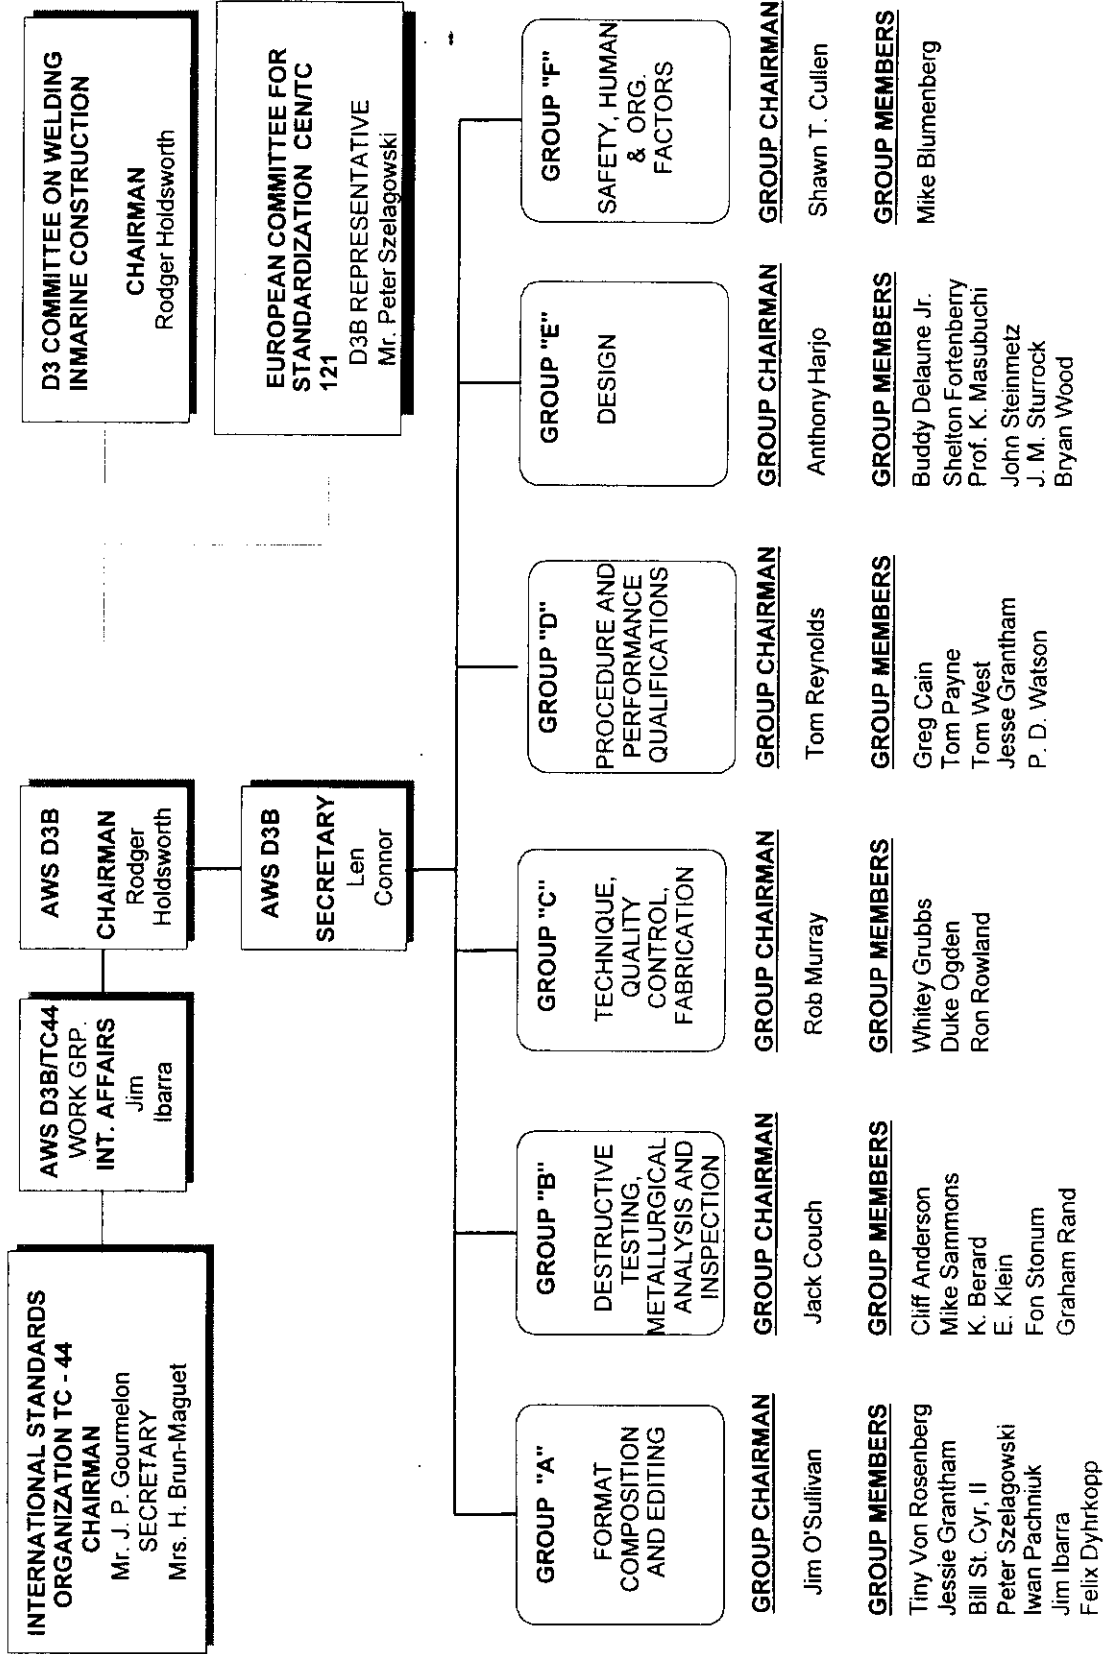 INTERNATIONAL STANDARDS
ORGANIZATION TC - 44
CHAIRMAN
Mr. J. P. Gourmelon
SECRETARY
Mrs. H. Brun-Maguet
AWS D3B/TC44
WORK GRP.
INT. AFFAIRS
Jim
Ibarra
AWS D3B
CHAIRMAN
Rodger
Holdsworth
D3 COMMITTEE ON WELDING
INMARINE CONSTRUCTION
CHAIRMAN
Rodger Holdsworth
AWS D3B
SECRETARY
Len
Connor
EUROPEAN COMMITTEE FOR
STANDARDIZATION CEN/TC
121
D3B REPRESENTATIVE
Mr. Peter Szelagowski
GROUP "A"
FORMAT
COMPOSITION
AND EDITING
GROUP CHAIRMAN
Jim O'Sullivan
GROUP MEMBERS
Tiny Von Rosenberg
Jessie Grantham
Bill St. Cyr, II
Peter Szelagowski
Iwan Pachniuk
Jim Ibarra
Felix Dyhrkopp
GROUP "B"
DESTRUCTIVE
TESTING,
METALLURGICAL
ANALYSIS AND
INSPECTION
GROUP CHAIRMAN
Jack Couch
GROUP MEMBERS
Cliff Anderson
Mike Sammons
K. Berard
E. Klein
Fon Stonum
Graham Rand
GROUP "C"
TECHNIQUE,
QUALITY
CONTROL,
FABRICATION
GROUP CHAIRMAN
Rob Murray
GROUP MEMBERS
Whitey Grubbs
Duke Ogden
Ron Rowland
GROUP "D"
PROCEDURE AND
PERFORMANCE
QUALIFICATIONS
GROUP CHAIRMAN
Tom Reynolds
GROUP MEMBERS
Greg Cain
Tom Payne
Tom West
Jesse Grantham
P. D. Watson
GROUP "E"
DESIGN
GROUP CHAIRMAN
Anthony Harjo
GROUP MEMBERS
Buddy Delaune Jr.
Shelton Fortenberry
Prof. K. Masubuchi
John Steinmetz
J. M. Sturrock
Bryan Wood
GROUP "F"
SAFETY, HUMAN
& ORG.
FACTORS
GROUP CHAIRMAN
Shawn T. Cullen
GROUP MEMBERS
Mike Blumenberg